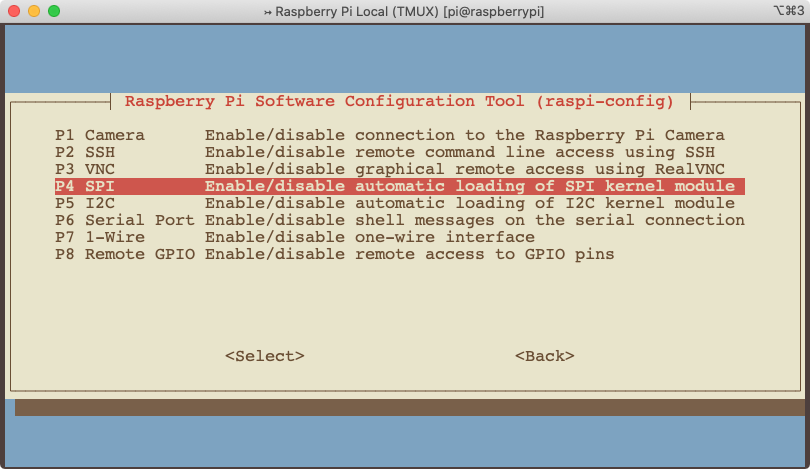 ↣ Raspberry Pi Local (TMUX) [pi@raspberrypi] ⌥⌘3
Raspberry Pi Software Configuration Tool (raspi-config)
P1 Camera      Enable/disable connection to the Raspberry Pi Camera
P2 SSH         Enable/disable remote command line access using SSH
P3 VNC         Enable/disable graphical remote access using RealVNC
P4 SPI         Enable/disable automatic loading of SPI kernel module
P5 I2C         Enable/disable automatic loading of I2C kernel module
P6 Serial Port Enable/disable shell messages on the serial connection
P7 1-Wire      Enable/disable one-wire interface
P8 Remote GPIO Enable/disable remote access to GPIO pins
<Select> <Back>